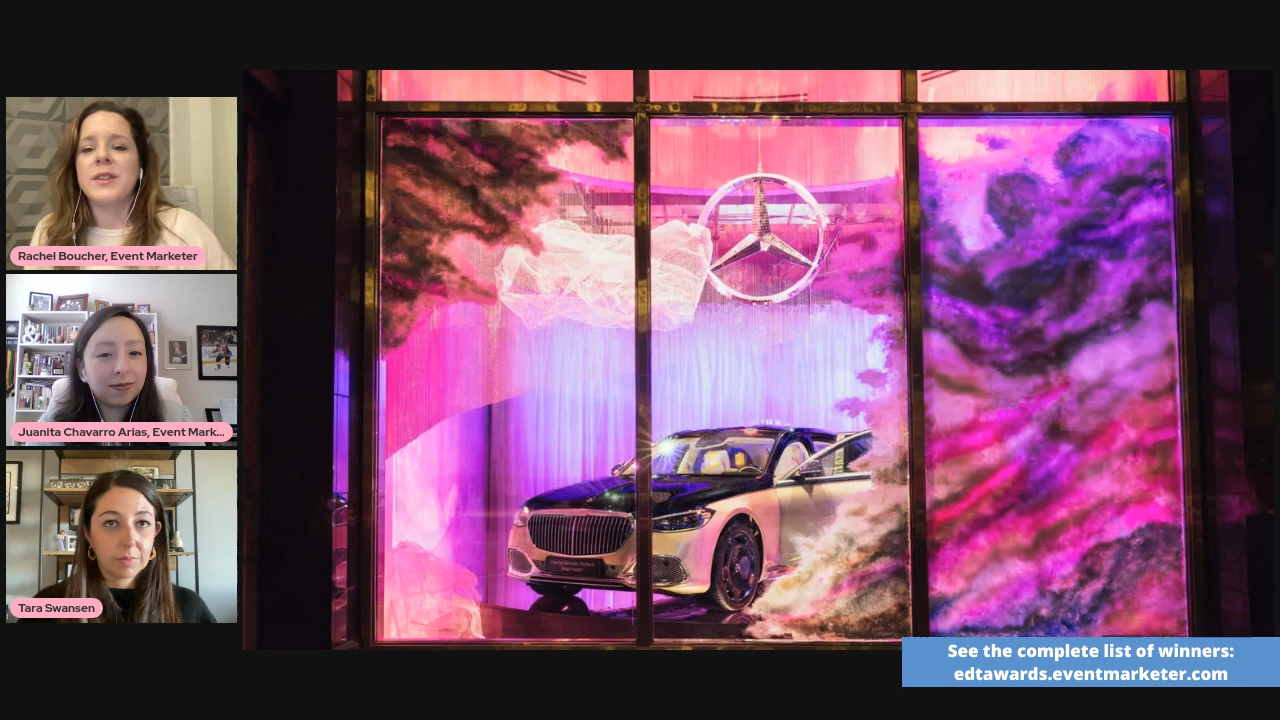 Rachel Boucher, Event Marketer
Juanita Chavarro Arias, Event Mark...
Tara Swansen
See the complete list of winners:
edtawards.eventmarketer.com